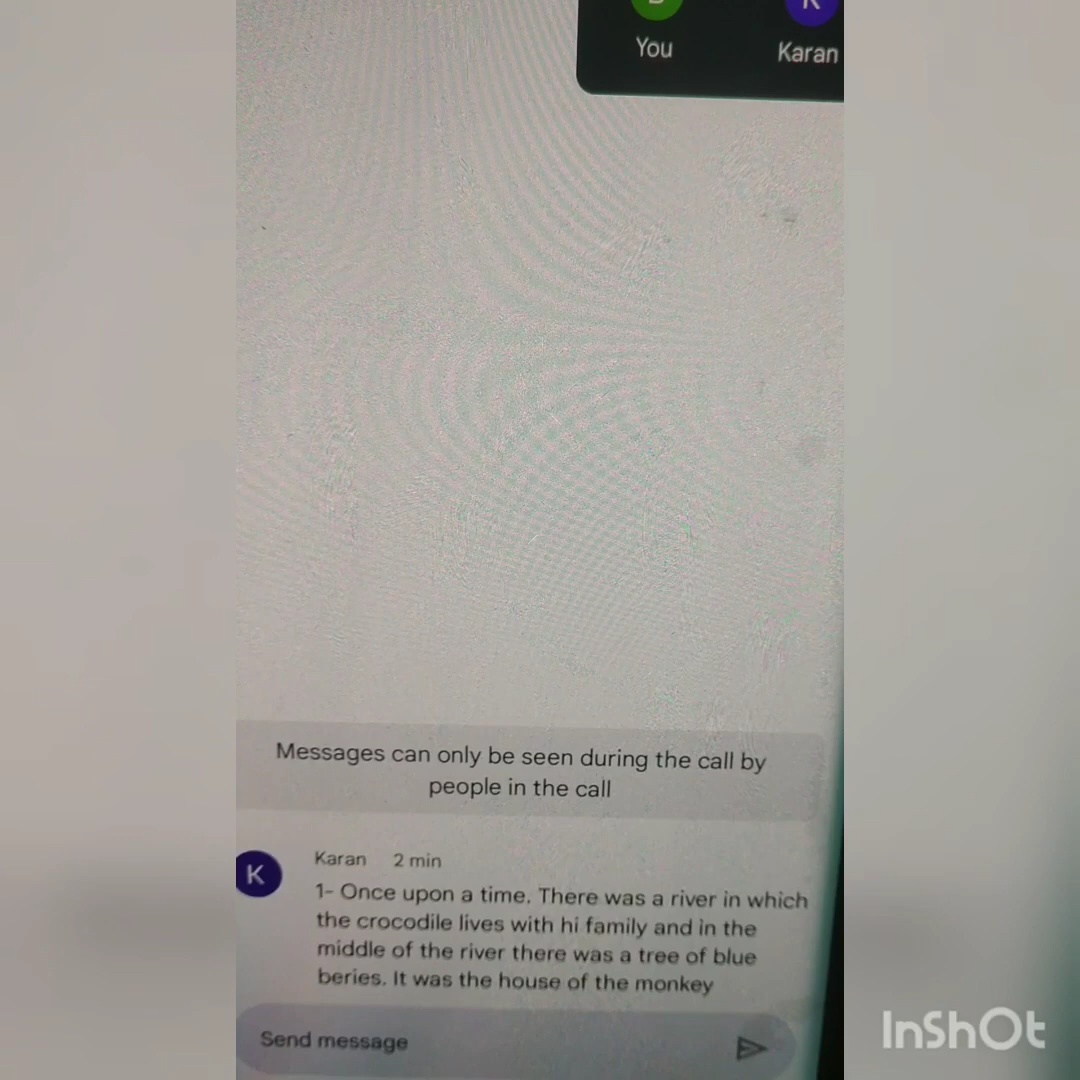 You
Karan
Messages can only be seen during the call by
people in the call
K
Karan 2 min
1- Once upon a time. There was a river in which
the crocodile lives with hi family and in the
middle of the river there was a tree of blue
beries. It was the house of the monkey
Send message
InShOt